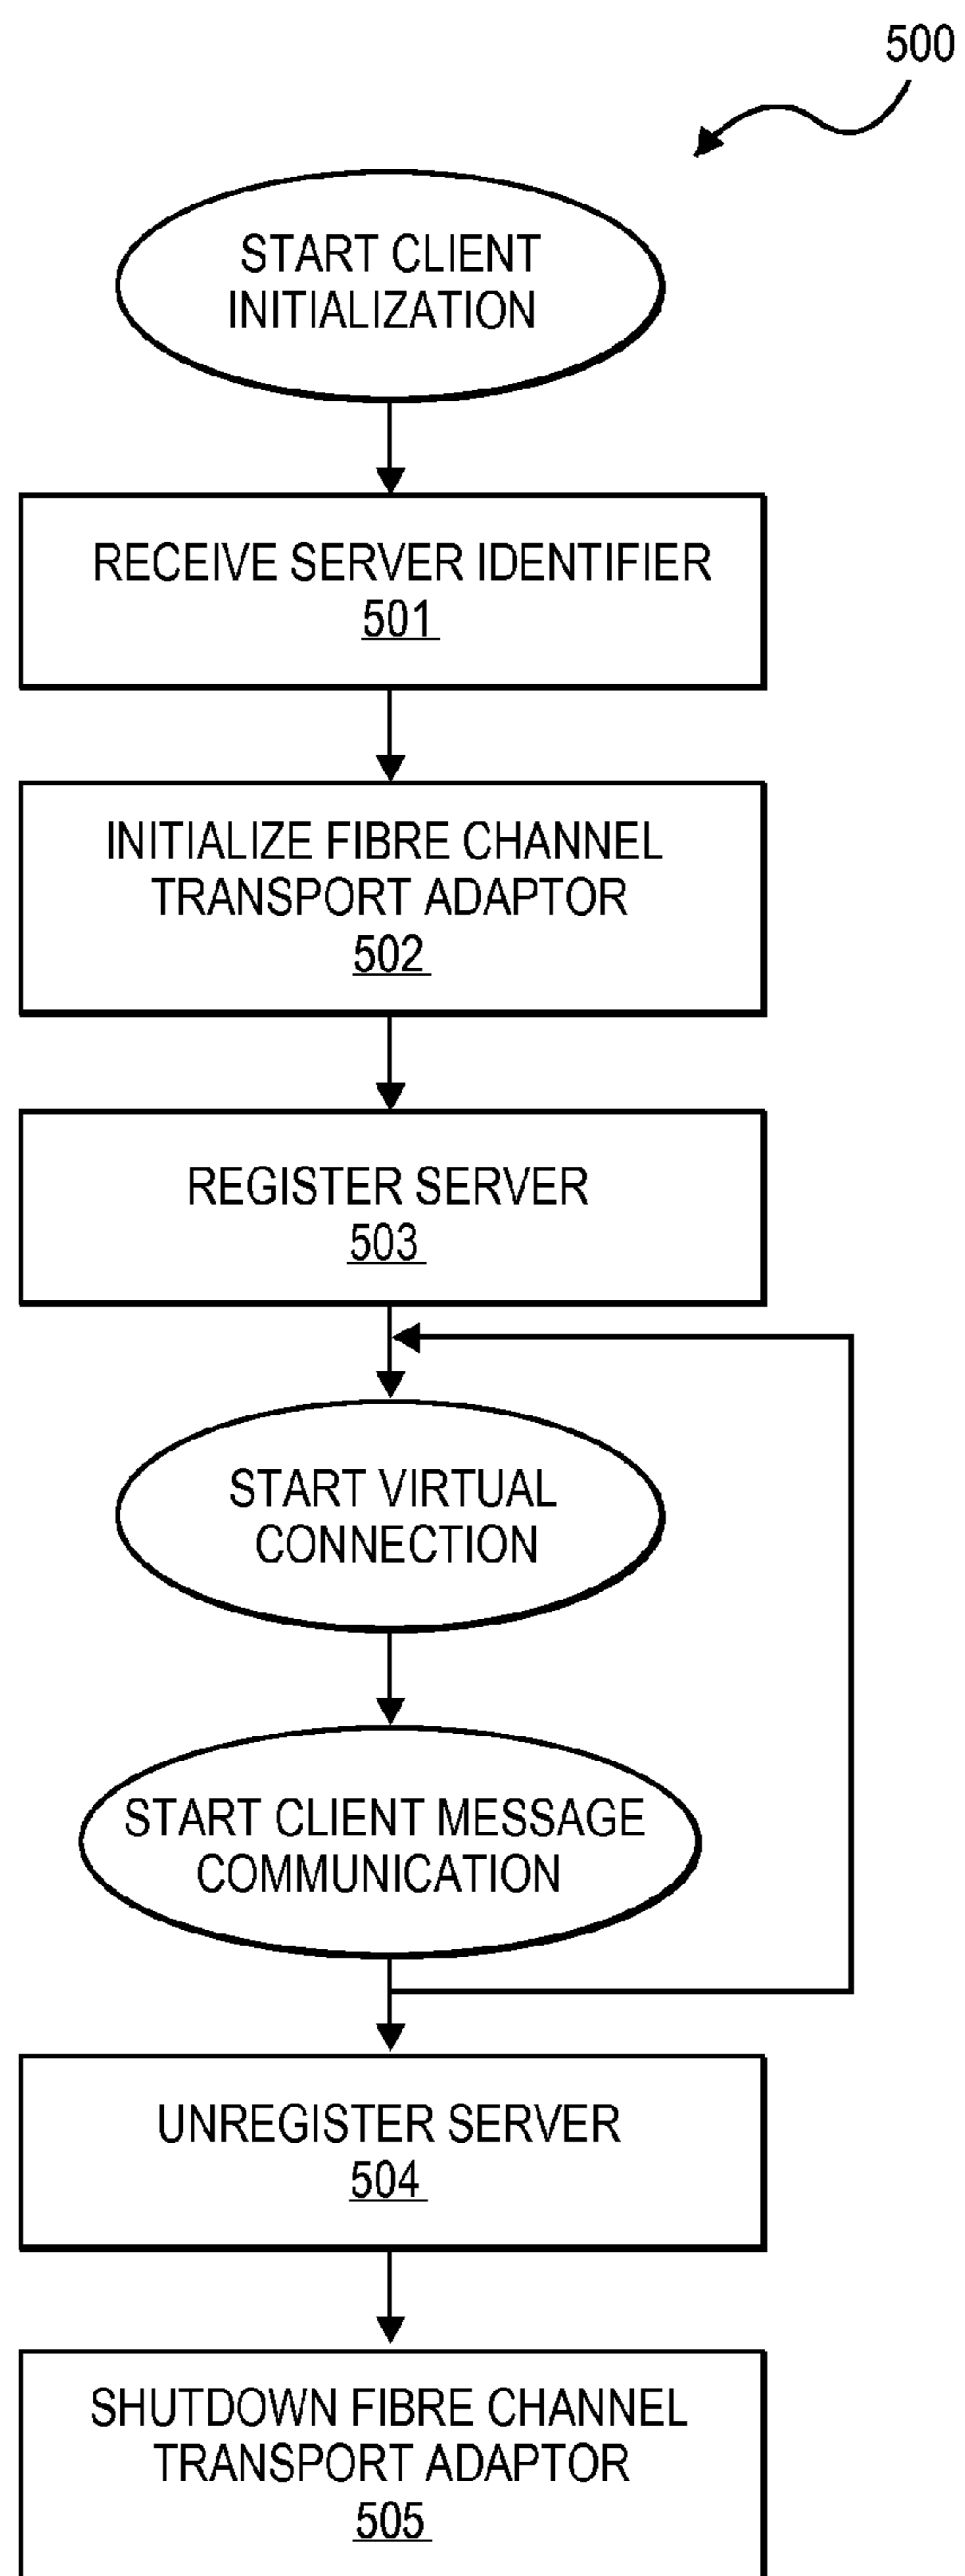 500
START CLIENT
INITIALIZATION
RECEIVE SERVER IDENTIFIER
501
INITIALIZE FIBRE CHANNEL
TRANSPORT ADAPTOR
502
REGISTER SERVER
503
START VIRTUAL
CONNECTION
START CLIENT MESSAGE
COMMUNICATION
UNREGISTER SERVER
504
SHUTDOWN FIBRE CHANNEL
TRANSPORT ADAPTOR
505